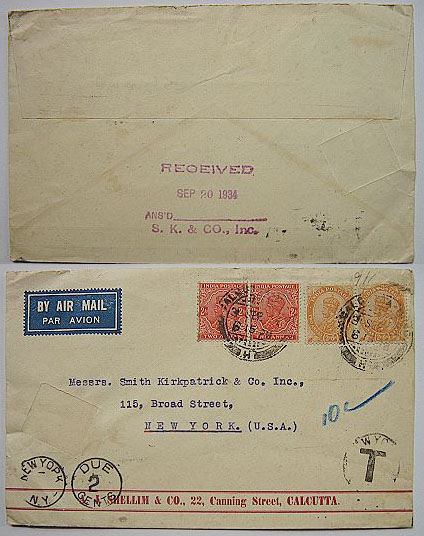 RECEIVED
SEP 20 1934
ANS'D
S. K. & CO., Inc.
BY AIR MAIL
PAR AVION
INDIA POSTAGE INDIA POSTAGE
Messrs. Smith Kirkpatrick & Co. Inc.,
115, Broad Street,
NEW YORK. (U.S.A.)
10
NEW YORK
N.Y.
DUE
2
CENTS
T
SHELLIM & CO., 22, Canning Street, CALCUTTA.